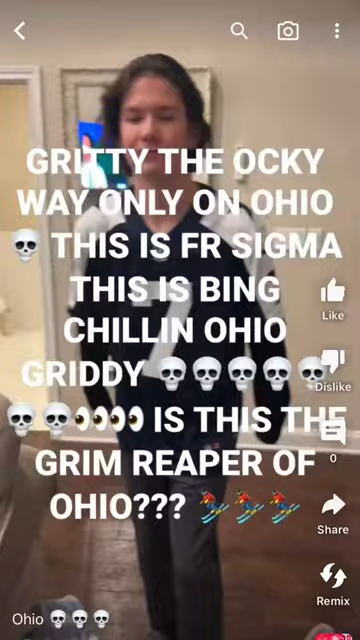 GRITTY THE OCKY
WAY ONLY ON OHIO
💀 THIS IS FR SIGMA
THIS IS BING
CHILLIN OHIO
GRIDDY 💀💀💀💀
💀💀👀👀 IS THIS THE
GRIM REAPER OF
OHIO??? ⛷️⛷️⛷️
7
Like
Dislike
0
Share
Remix
Ohio 💀💀💀